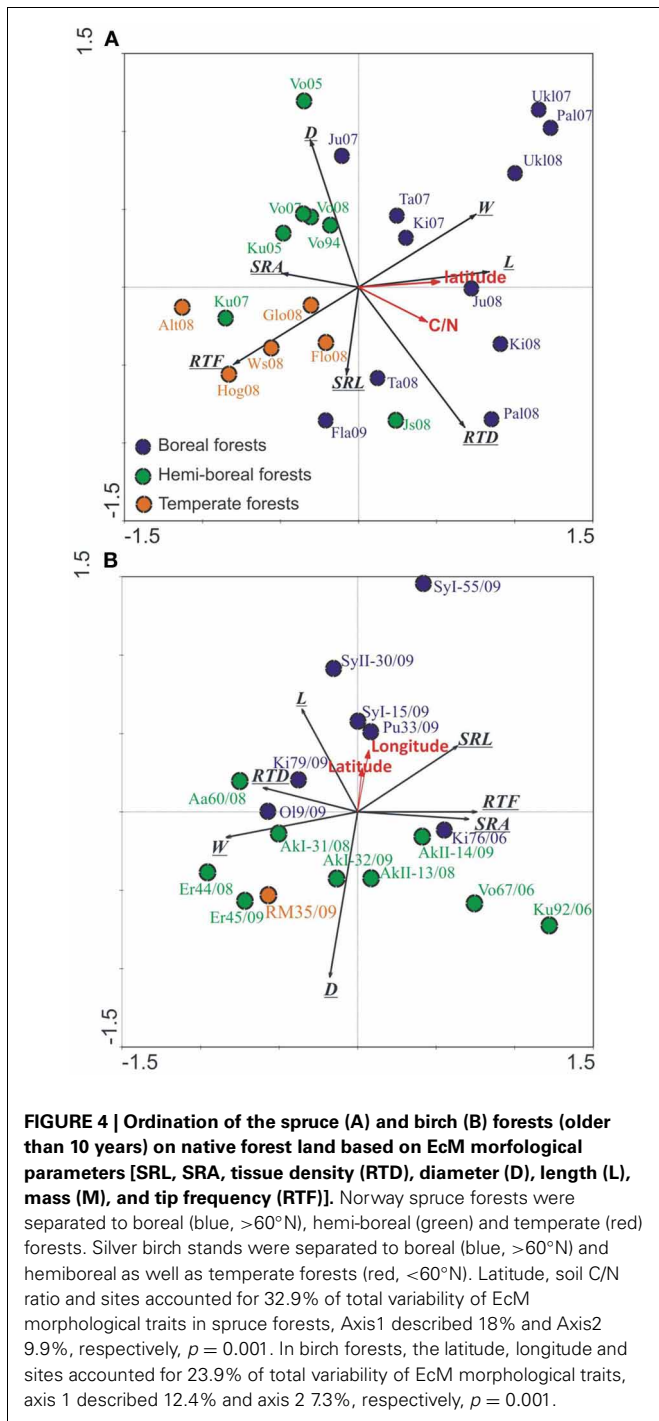 A
1.5
Vo05
Ukl07
Pal07
Ju07
D
Ukl08
Ta07
W
Vo07
Vo08
Ki07
Vo94
Ku05
L
SRA
latitude
Ju08
Alt08
Glo08
C/N
Ku07
Ki08
RTF
Ws08
Flo08
Hog08
SRL
Ta08
RTD
Pal08
Fla09
Js08
Boreal forests
Hemi-boreal forests
Temperate forests
-1.5
-1.5
1.5
B
1.5
SyI-55/09
SyII-30/09
L
SyI-15/09
Pu33/09
SRL
Longitude
Ki79/09
Latitude
RTD
Aa60/08
Ol9/09
RTF
SRA
Ki76/06
W
AkI-31/08
AkII-14/09
AkI-32/09
AkII-13/08
Er44/08
Er45/09
RM35/09
Vo67/06
Ku92/06
D
-1.5
-1.5
1.5
FIGURE 4 | Ordination of the spruce (A) and birch (B) forests (older
than 10 years) on native forest land based on EcM morfological
parameters [SRL, SRA, tissue density (RTD), diameter (D), length (L),
mass (M), and tip frequency (RTF)]. Norway spruce forests were
separated to boreal (blue, >60°N), hemi-boreal (green) and temperate (red)
forests. Silver birch stands were separated to boreal (blue, >60°N) and
hemiboreal as well as temperate forests (red, <60°N). Latitude, soil C/N
ratio and sites accounted for 32.9% of total variability of EcM
morphological traits in spruce forests, Axis1 described 18% and Axis2
9.9%, respectively, p = 0.001. In birch forests, the latitude, longitude and
sites accounted for 23.9% of total variability of EcM morphological traits,
axis 1 described 12.4% and axis 2 7.3%, respectively, p = 0.001.